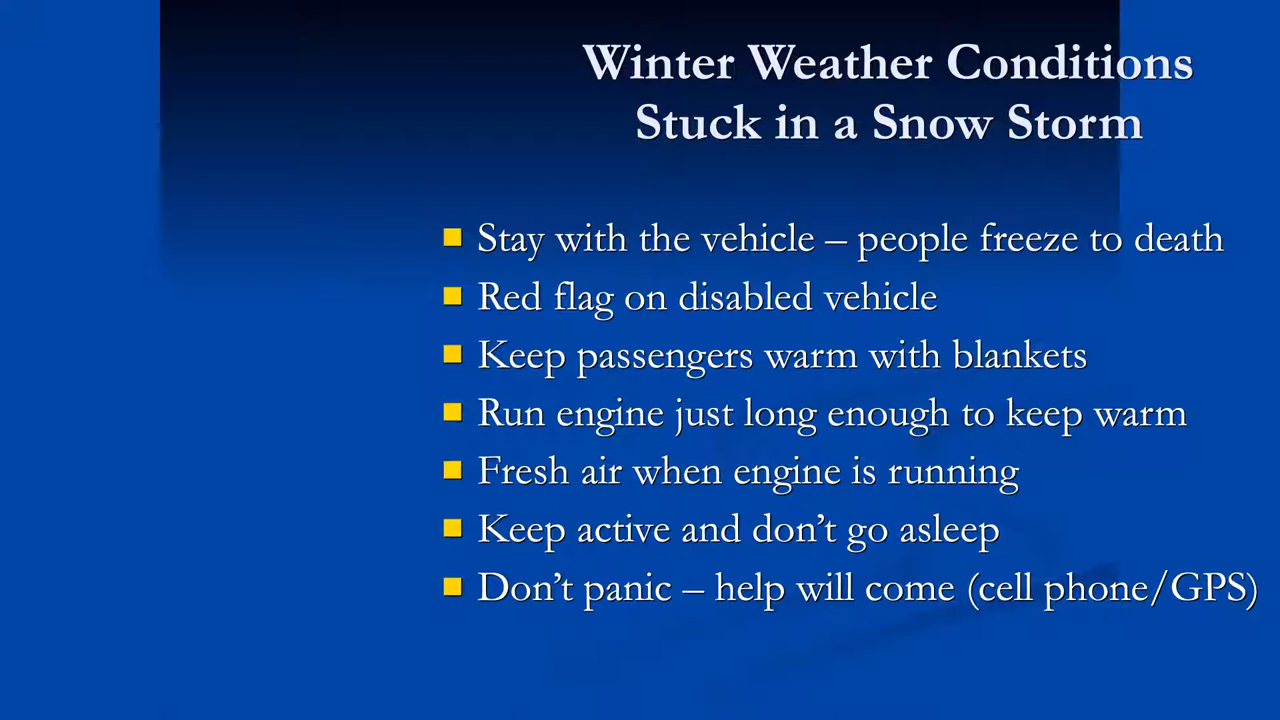 Winter Weather Conditions
Stuck in a Snow Storm
Stay with the vehicle – people freeze to death
Red flag on disabled vehicle
Keep passengers warm with blankets
Run engine just long enough to keep warm
Fresh air when engine is running
Keep active and don’t go asleep
Don’t panic – help will come (cell phone/GPS)